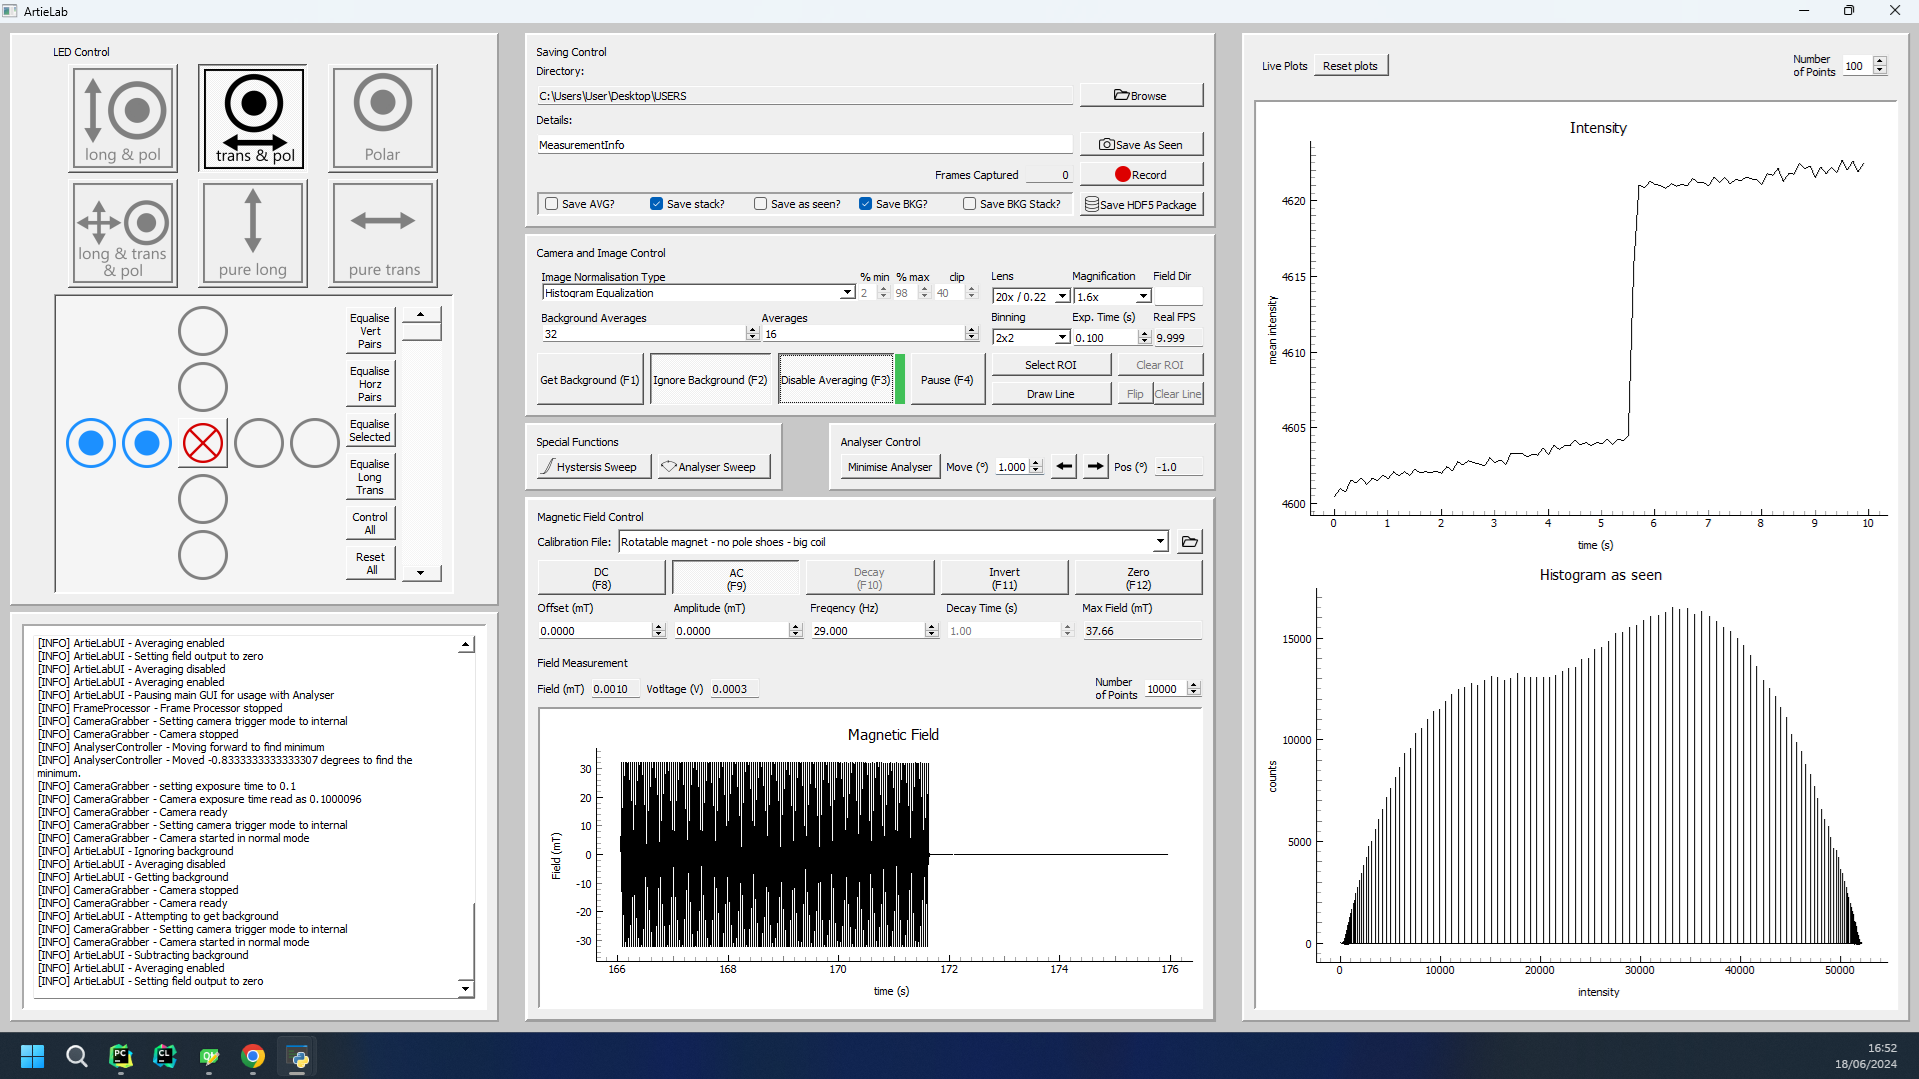 ArtieLab
LED Control
long & pol
trans & pol
Polar
long & trans
& pol
pure long
pure trans
Equalise
Vert
Pairs
Equalise
Horz
Pairs
Equalise
Selected
Equalise
Long
Trans
Control
All
Reset
All
[INFO] ArtieLabUI - Averaging enabled
[INFO] ArtieLabUI - Setting field output to zero
[INFO] ArtieLabUI - Averaging disabled
[INFO] ArtieLabUI - Averaging enabled
[INFO] ArtieLabUI - Pausing main GUI for usage with Analyser
[INFO] FrameProcessor - Frame Processor stopped
[INFO] CameraGrabber - Setting camera trigger mode to internal
[INFO] CameraGrabber - Camera stopped
[INFO] AnalyserController - Moving forward to find minimum
[INFO] AnalyserController - Moved -0.8333333333333307 degrees to find the
minimum.
[INFO] CameraGrabber - setting exposure time to 0.1
[INFO] CameraGrabber - Camera exposure time read as 0.1000096
[INFO] CameraGrabber - Camera ready
[INFO] CameraGrabber - Setting camera trigger mode to internal
[INFO] CameraGrabber - Camera started in normal mode
[INFO] ArtieLabUI - Ignoring background
[INFO] ArtieLabUI - Averaging disabled
[INFO] ArtieLabUI - Getting background
[INFO] CameraGrabber - Camera stopped
[INFO] CameraGrabber - Camera ready
[INFO] ArtieLabUI - Attempting to get background
[INFO] CameraGrabber - Setting camera trigger mode to internal
[INFO] CameraGrabber - Camera started in normal mode
[INFO] ArtieLabUI - Subtracting background
[INFO] ArtieLabUI - Averaging enabled
[INFO] ArtieLabUI - Setting field output to zero
Saving Control
Directory:
C:\Users\User\Desktop\USERS
Browse
Details:
MeasurementInfo
Save As Seen
Frames Captured 0
Record
Save AVG? Save stack? Save as seen? Save BKG? Save BKG Stack?
Save HDF5 Package
Camera and Image Control
Image Normalisation Type % min % max clip Lens Magnification Field Dir
Histogram Equalization 2 98 40 20x / 0.22 1.6x
Background Averages Averages Binning Exp. Time (s) Real FPS
32 16 2x2 0.100 9.999
Get Background (F1) Ignore Background (F2) Disable Averaging (F3) Pause (F4)
Select ROI Clear ROI
Draw Line Flip Clear Line
Special Functions
Hystersis Sweep Analyser Sweep
Analyser Control
Minimise Analyser Move (°) 1.000 Pos (°) -1.0
Magnetic Field Control
Calibration File: Rotatable magnet - no pole shoes - big coil
DC
(F8)
AC
(F9)
Decay
(F10)
Invert
(F11)
Zero
(F12)
Offset (mT) Amplitude (mT) Freqency (Hz) Decay Time (s) Max Field (mT)
0.0000 0.0000 29.000 1.00 37.66
Field Measurement
Field (mT) 0.0010 Votltage (V) 0.0003
Number
of Points 10000
Magnetic Field
30
20
10
0
-10
-20
-30
Field (mT)
166 168 170 172 174 176
time (s)
Live Plots Reset plots
Number
of Points 100
Intensity
4620
4615
4610
4605
4600
mean intensity
0 1 2 3 4 5 6 7 8 9 10
time (s)
Histogram as seen
15000
10000
5000
0
counts
0 10000 20000 30000 40000 50000
intensity
PC
CL
16:52
18/06/2024